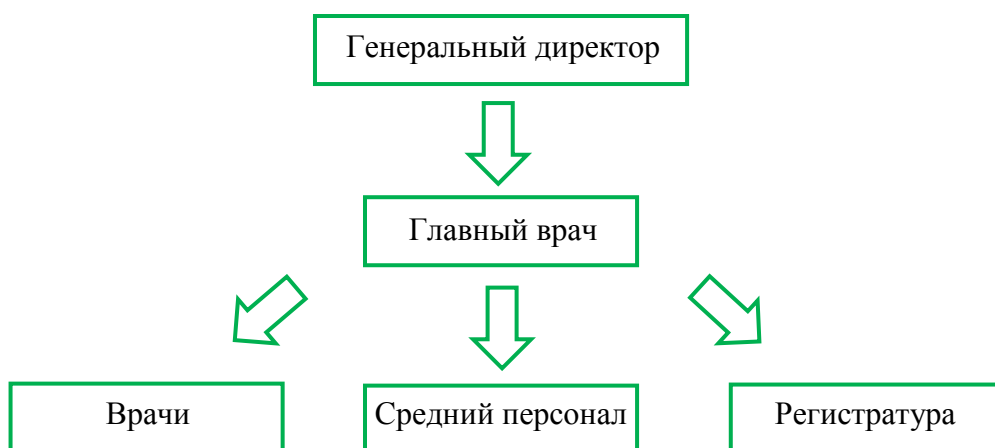 Генеральный директор
Главный врач
Врачи
Средний персонал
Регистратура